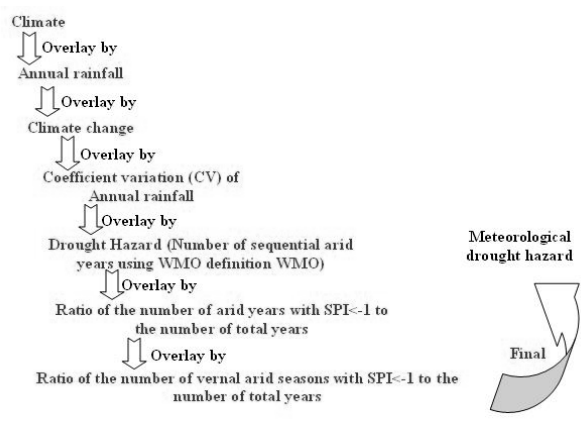 Climate
Overlay by
Annual rainfall
Overlay by
Climate change
Overlay by
Coefficient variation (CV) of
Annual rainfall
Overlay by
Drought Hazard (Number of sequential arid
years using WMO definition WMO)
Overlay by
Ratio of the number of arid years with SPI<-1 to
the number of total years
Overlay by
Ratio of the number of vernal arid seasons with SPI<-1 to the
number of total years
Meteorological
drought hazard
Final